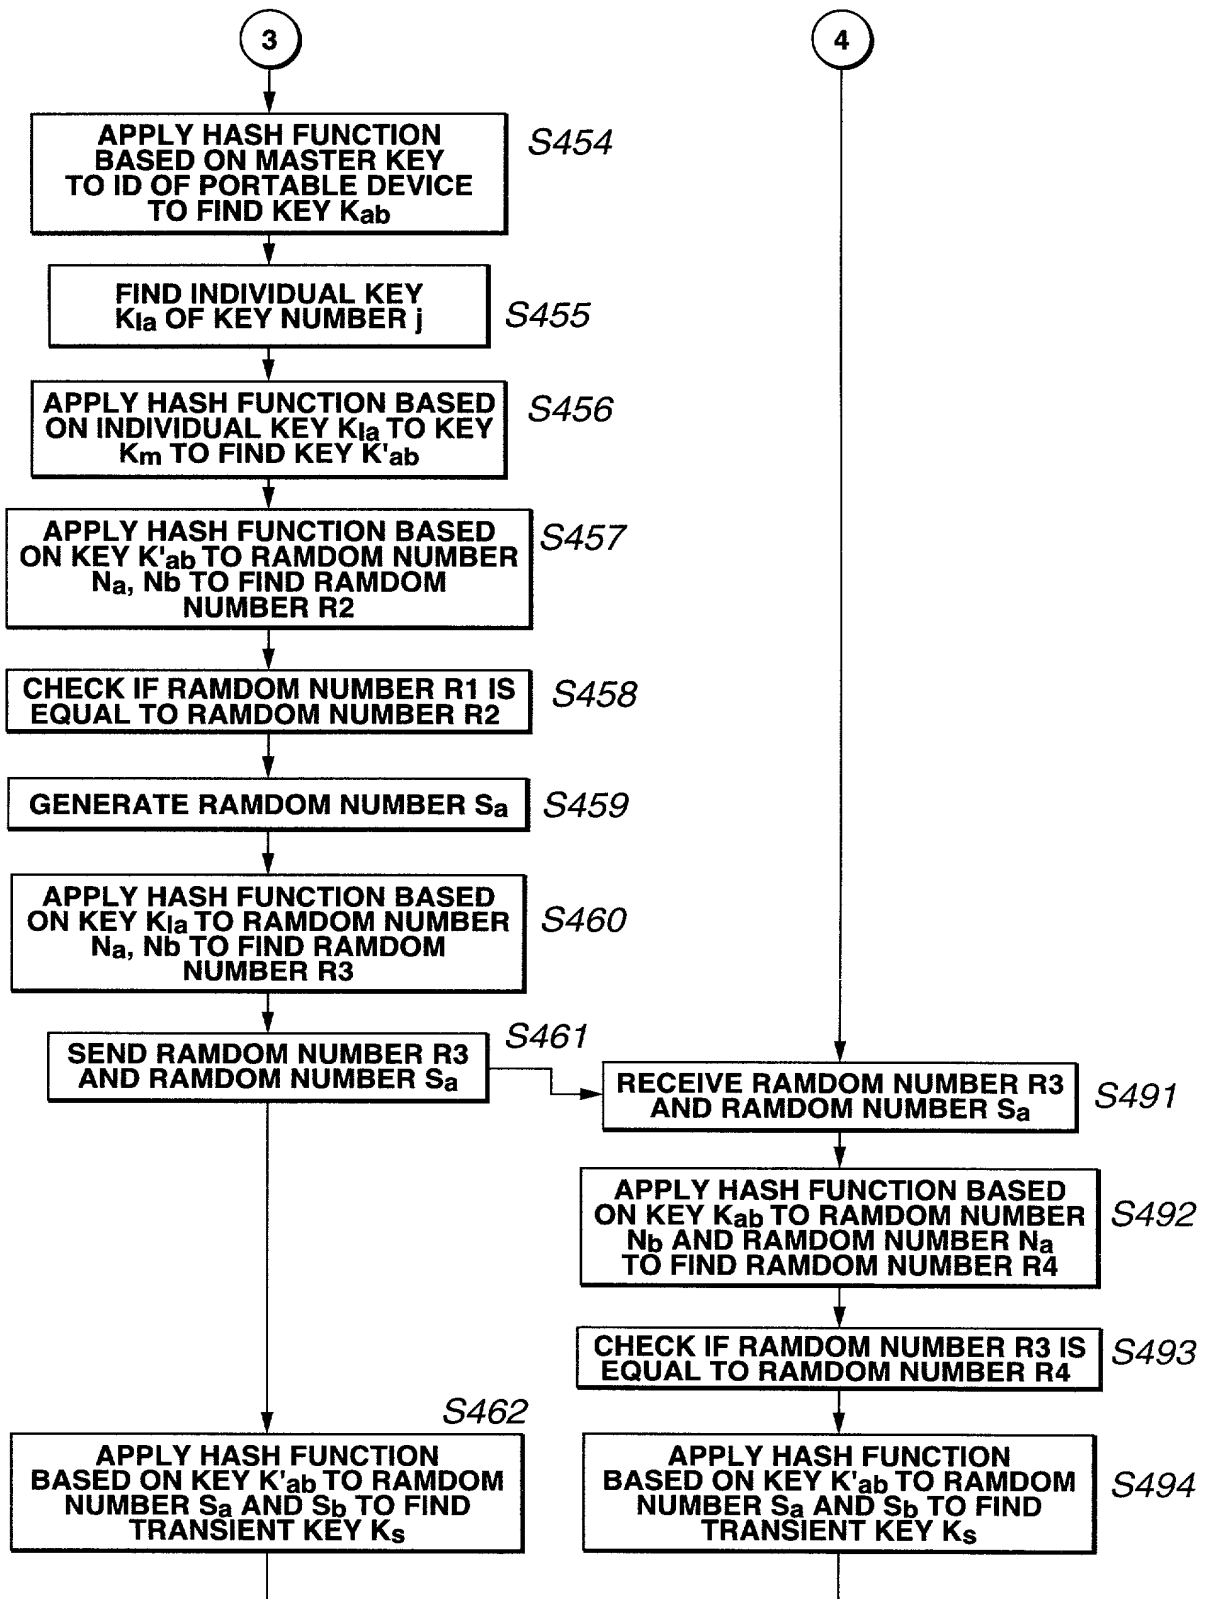 3
4
APPLY HASH FUNCTION
BASED ON MASTER KEY
TO ID OF PORTABLE DEVICE
TO FIND KEY Kab
S454
FIND INDIVIDUAL KEY
Kla OF KEY NUMBER j
S455
APPLY HASH FUNCTION BASED
ON INDIVIDUAL KEY Kla TO KEY
Km TO FIND KEY K'ab
S456
APPLY HASH FUNCTION BASED
ON KEY K'ab TO RAMDOM NUMBER
Na, Nb TO FIND RAMDOM
NUMBER R2
S457
CHECK IF RAMDOM NUMBER R1 IS
EQUAL TO RAMDOM NUMBER R2
S458
GENERATE RAMDOM NUMBER Sa
S459
APPLY HASH FUNCTION BASED
ON KEY Kla TO RAMDOM NUMBER
Na, Nb TO FIND RAMDOM
NUMBER R3
S460
SEND RAMDOM NUMBER R3
AND RAMDOM NUMBER Sa
S461
RECEIVE RAMDOM NUMBER R3
AND RAMDOM NUMBER Sa
S491
APPLY HASH FUNCTION BASED
ON KEY Kab TO RAMDOM NUMBER
Nb AND RAMDOM NUMBER Na
TO FIND RAMDOM NUMBER R4
S492
CHECK IF RAMDOM NUMBER R3 IS
EQUAL TO RAMDOM NUMBER R4
S493
S462
APPLY HASH FUNCTION
BASED ON KEY K'ab TO RAMDOM
NUMBER Sa AND Sb TO FIND
TRANSIENT KEY Ks
APPLY HASH FUNCTION
BASED ON KEY K'ab TO RAMDOM
NUMBER Sa AND Sb TO FIND
TRANSIENT KEY Ks
S494